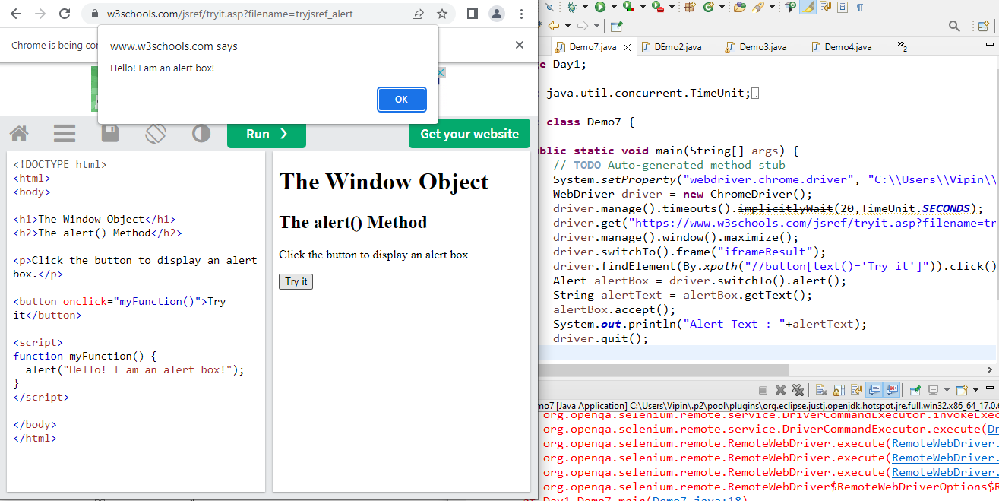 w3schools.com/jsref/tryit.asp?filename=tryjsref_alert
Chrome is being cor
www.w3schools.com says
Hello! I am an alert box!
OK
Run ❯
Get your website
<!DOCTYPE html>
<html>
<body>
<h1>The Window Object</h1>
<h2>The alert() Method</h2>
<p>Click the button to display an alert
box.</p>
<button onclick="myFunction()">Try
it</button>
<script>
function myFunction() {
alert("Hello! I am an alert box!");
}
</script>
</body>
</html>
The Window Object
The alert() Method
Click the button to display an alert box.
Try it
Demo7.java
DEmo2.java
Demo3.java
Demo4.java
»2
e Day1;
java.util.concurrent.TimeUnit;
class Demo7 {
blic static void main(String[] args) {
// TODO Auto-generated method stub
System.setProperty("webdriver.chrome.driver", "C:\\Users\\Vipin\\
WebDriver driver = new ChromeDriver();
driver.manage().timeouts().implicitlyWait(20,TimeUnit.SECONDS);
driver.get("https://www.w3schools.com/jsref/tryit.asp?filename=tr
driver.manage().window().maximize();
driver.switchTo().frame("iframeResult");
driver.findElement(By.xpath("//button[text()='Try it']")).click()
Alert alertBox = driver.switchTo().alert();
String alertText = alertBox.getText();
alertBox.accept();
System.out.println("Alert Text : "+alertText);
driver.quit();
mo7 [Java Application] C:\Users\Vipin\.p2\pool\plugins\org.eclipse.justj.openjdk.hotspot.jre.full.win32.x86_64_17.0.
org.openqa.selenium.remote.service.DriverCommandExecutor.invokeExec
org.openqa.selenium.remote.service.DriverCommandExecutor.execute(Dr
org.openqa.selenium.remote.RemoteWebDriver.execute(RemoteWebDriver.
org.openqa.selenium.remote.RemoteWebDriver.execute(RemoteWebDriver.
org.openqa.selenium.remote.RemoteWebDriver.execute(RemoteWebDriver.
org.openqa.selenium.remote.RemoteWebDriver$RemoteWebDriverOptions$R
Day1.Demo7.main(Demo7.java:18)